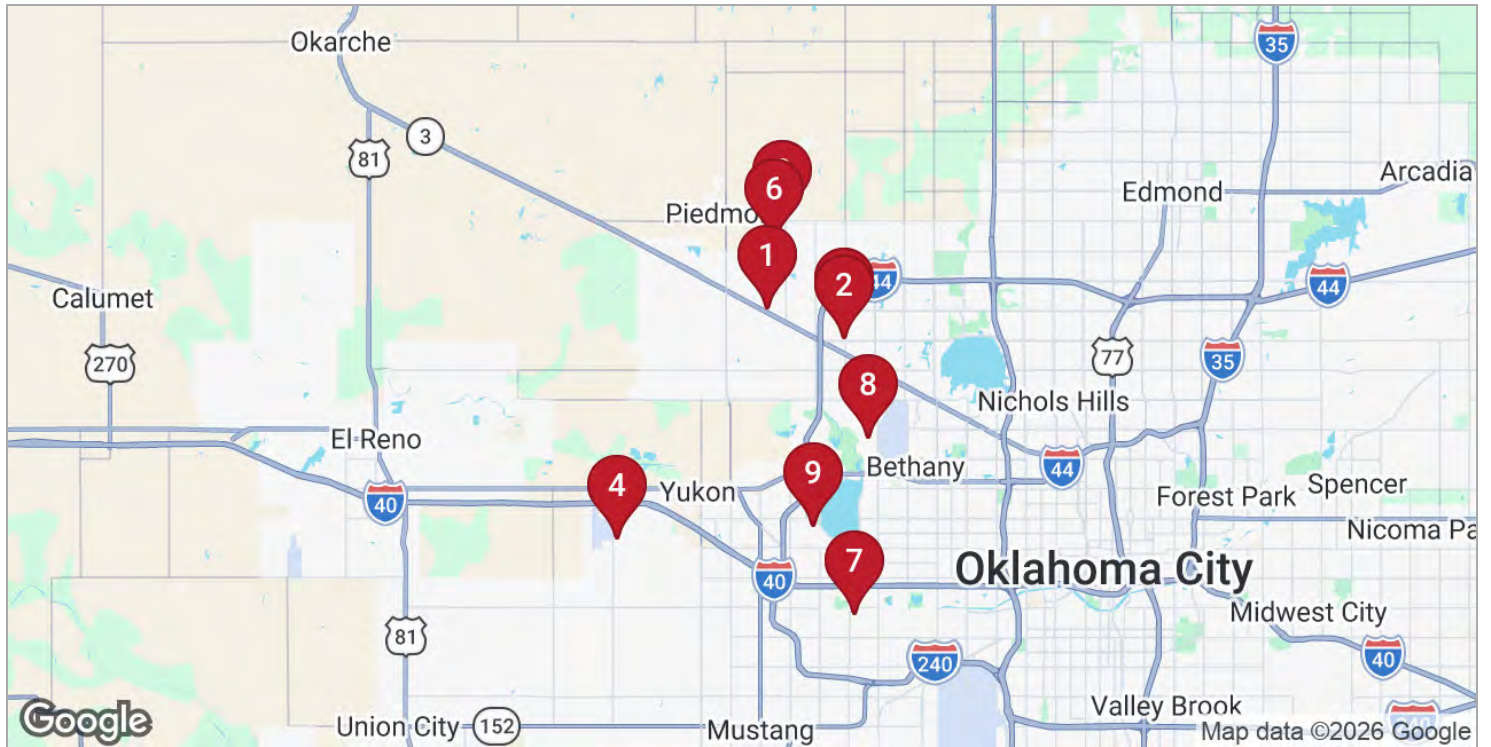 Okarche
35
3
81
Arcadia
6
Edmond
Piedmo
1
44
2
44
Calumet
270
77
35
8
Nichols Hills
El Reno
Bethany
44
9
4
Yukon
Forest Park
Spencer
40
Nicoma Pa
7
Oklahoma City
40
Midwest City
81
240
40
Valley Brook
Google
Union City
152
Mustang
Map data ©2026 Google